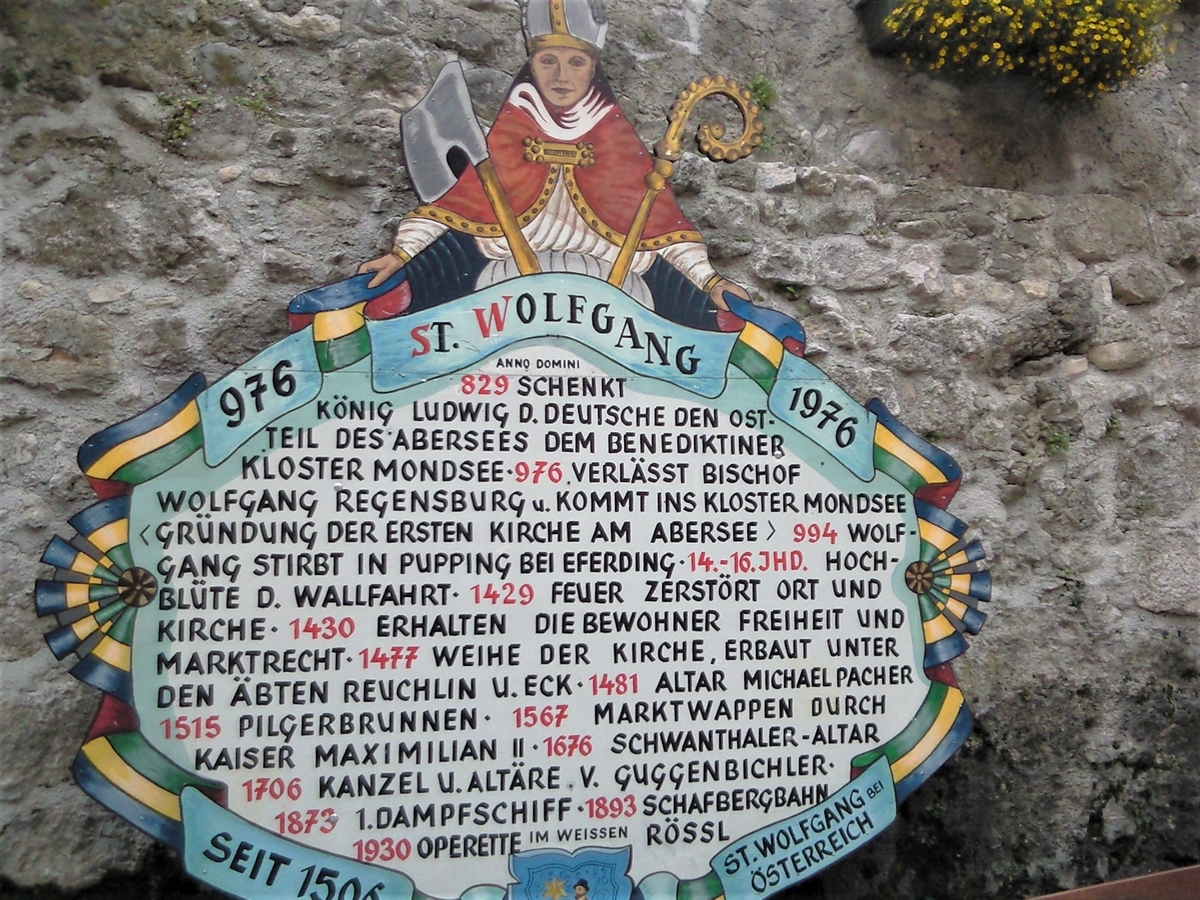 ST. WOLFGANG
976
1976
ANNO DOMINI
829 SCHENKT
KÖNIG LUDWIG D. DEUTSCHE DEN OST-
TEIL DES ABERSEES DEM BENEDIKTINER
KLOSTER MONDSEE · 976 VERLÄSST BISCHOF
WOLFGANG REGENSBURG u. KOMMT INS KLOSTER MONDSEE
<GRÜNDUNG DER ERSTEN KIRCHE AM ABERSEE> 994 WOLF-
GANG STIRBT IN PUPPING BEI EFERDING · 14.-16. JHD. HOCH-
BLÜTE D. WALLFAHRT · 1429 FEUER ZERSTÖRT ORT UND
KIRCHE · 1430 ERHALTEN DIE BEWOHNER FREIHEIT UND
MARKTRECHT · 1477 WEIHE DER KIRCHE, ERBAUT UNTER
DEN ÄBTEN REUCHLIN U. ECK · 1481 ALTAR MICHAEL PACHER
1515 PILGERBRUNNEN · 1567 MARKTWAPPEN DURCH
KAISER MAXIMILIAN II · 1676 SCHWANTHALER-ALTAR
1706 KANZEL U. ALTÄRE. V. GUGGENBICHLER ·
1873 1. DAMPFSCHIFF · 1893 SCHAFBERGBAHN
1930 OPERETTE IM WEISSEN RÖSSL
SEIT 1506
ST. WOLFGANG BEI
ÖSTERREICH